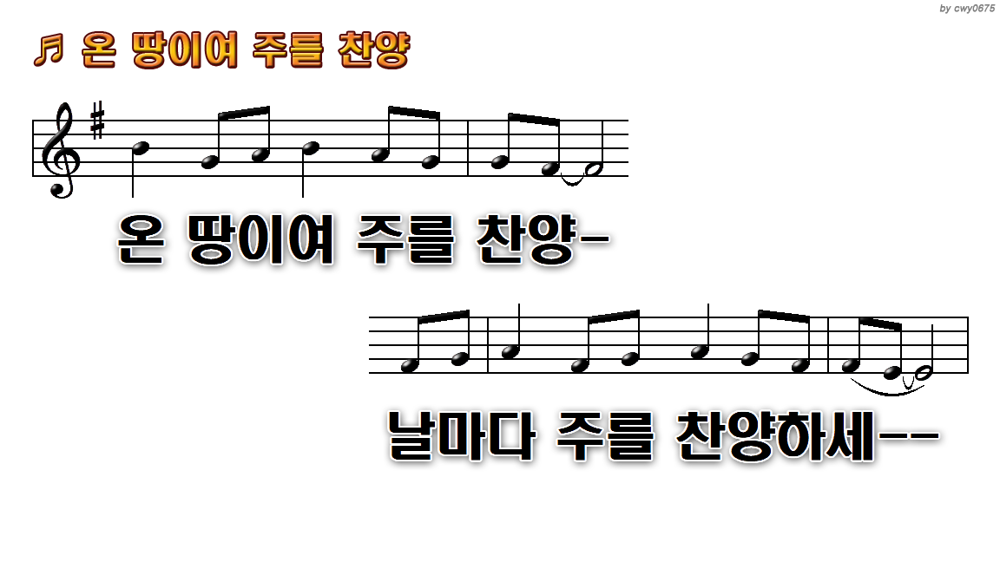 by cwy0675
♬ 온 땅이여 주를 찬양
온 땅이여 주를 찬양-
날마다 주를 찬양하세--